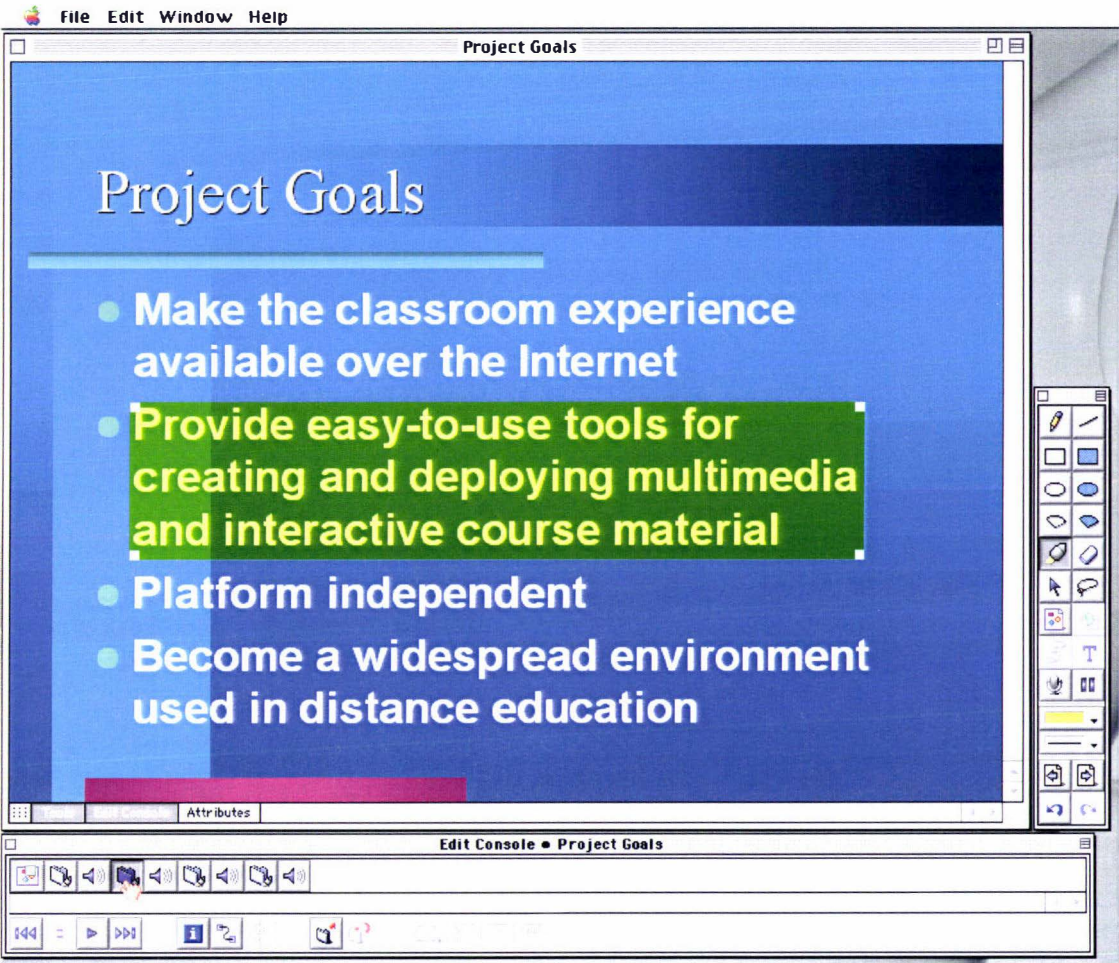 File Edit Window Help
Project Goals
Project Goals
Make the classroom experience
available over the Internet
Provide easy-to-use tools for
creating and deploying multimedia
and interactive course material
Platform independent
Become a widespread environment
used in distance education
T
Attributes
Edit Console • Project Goals